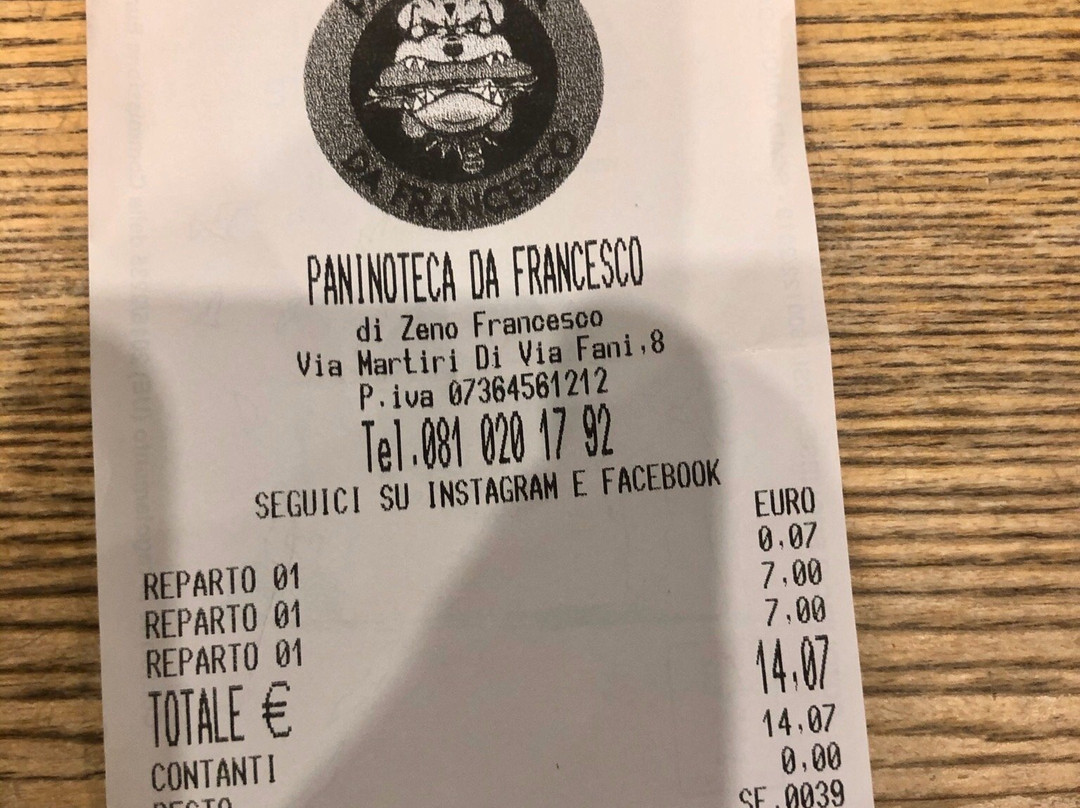 DA FRANCESCO
PANINOTECA DA FRANCESCO
di Zeno Francesco
Via Martiri Di Via Fani,8
P.iva 07364561212
Tel.081 020 17 92
SEGUICI SU INSTAGRAM E FACEBOOK
EURO
REPARTO 01 0,07
REPARTO 01 7,00
REPARTO 01 7,00
TOTALE € 14,07
CONTANTI 14,07
RESTO 0,00
SF.0039